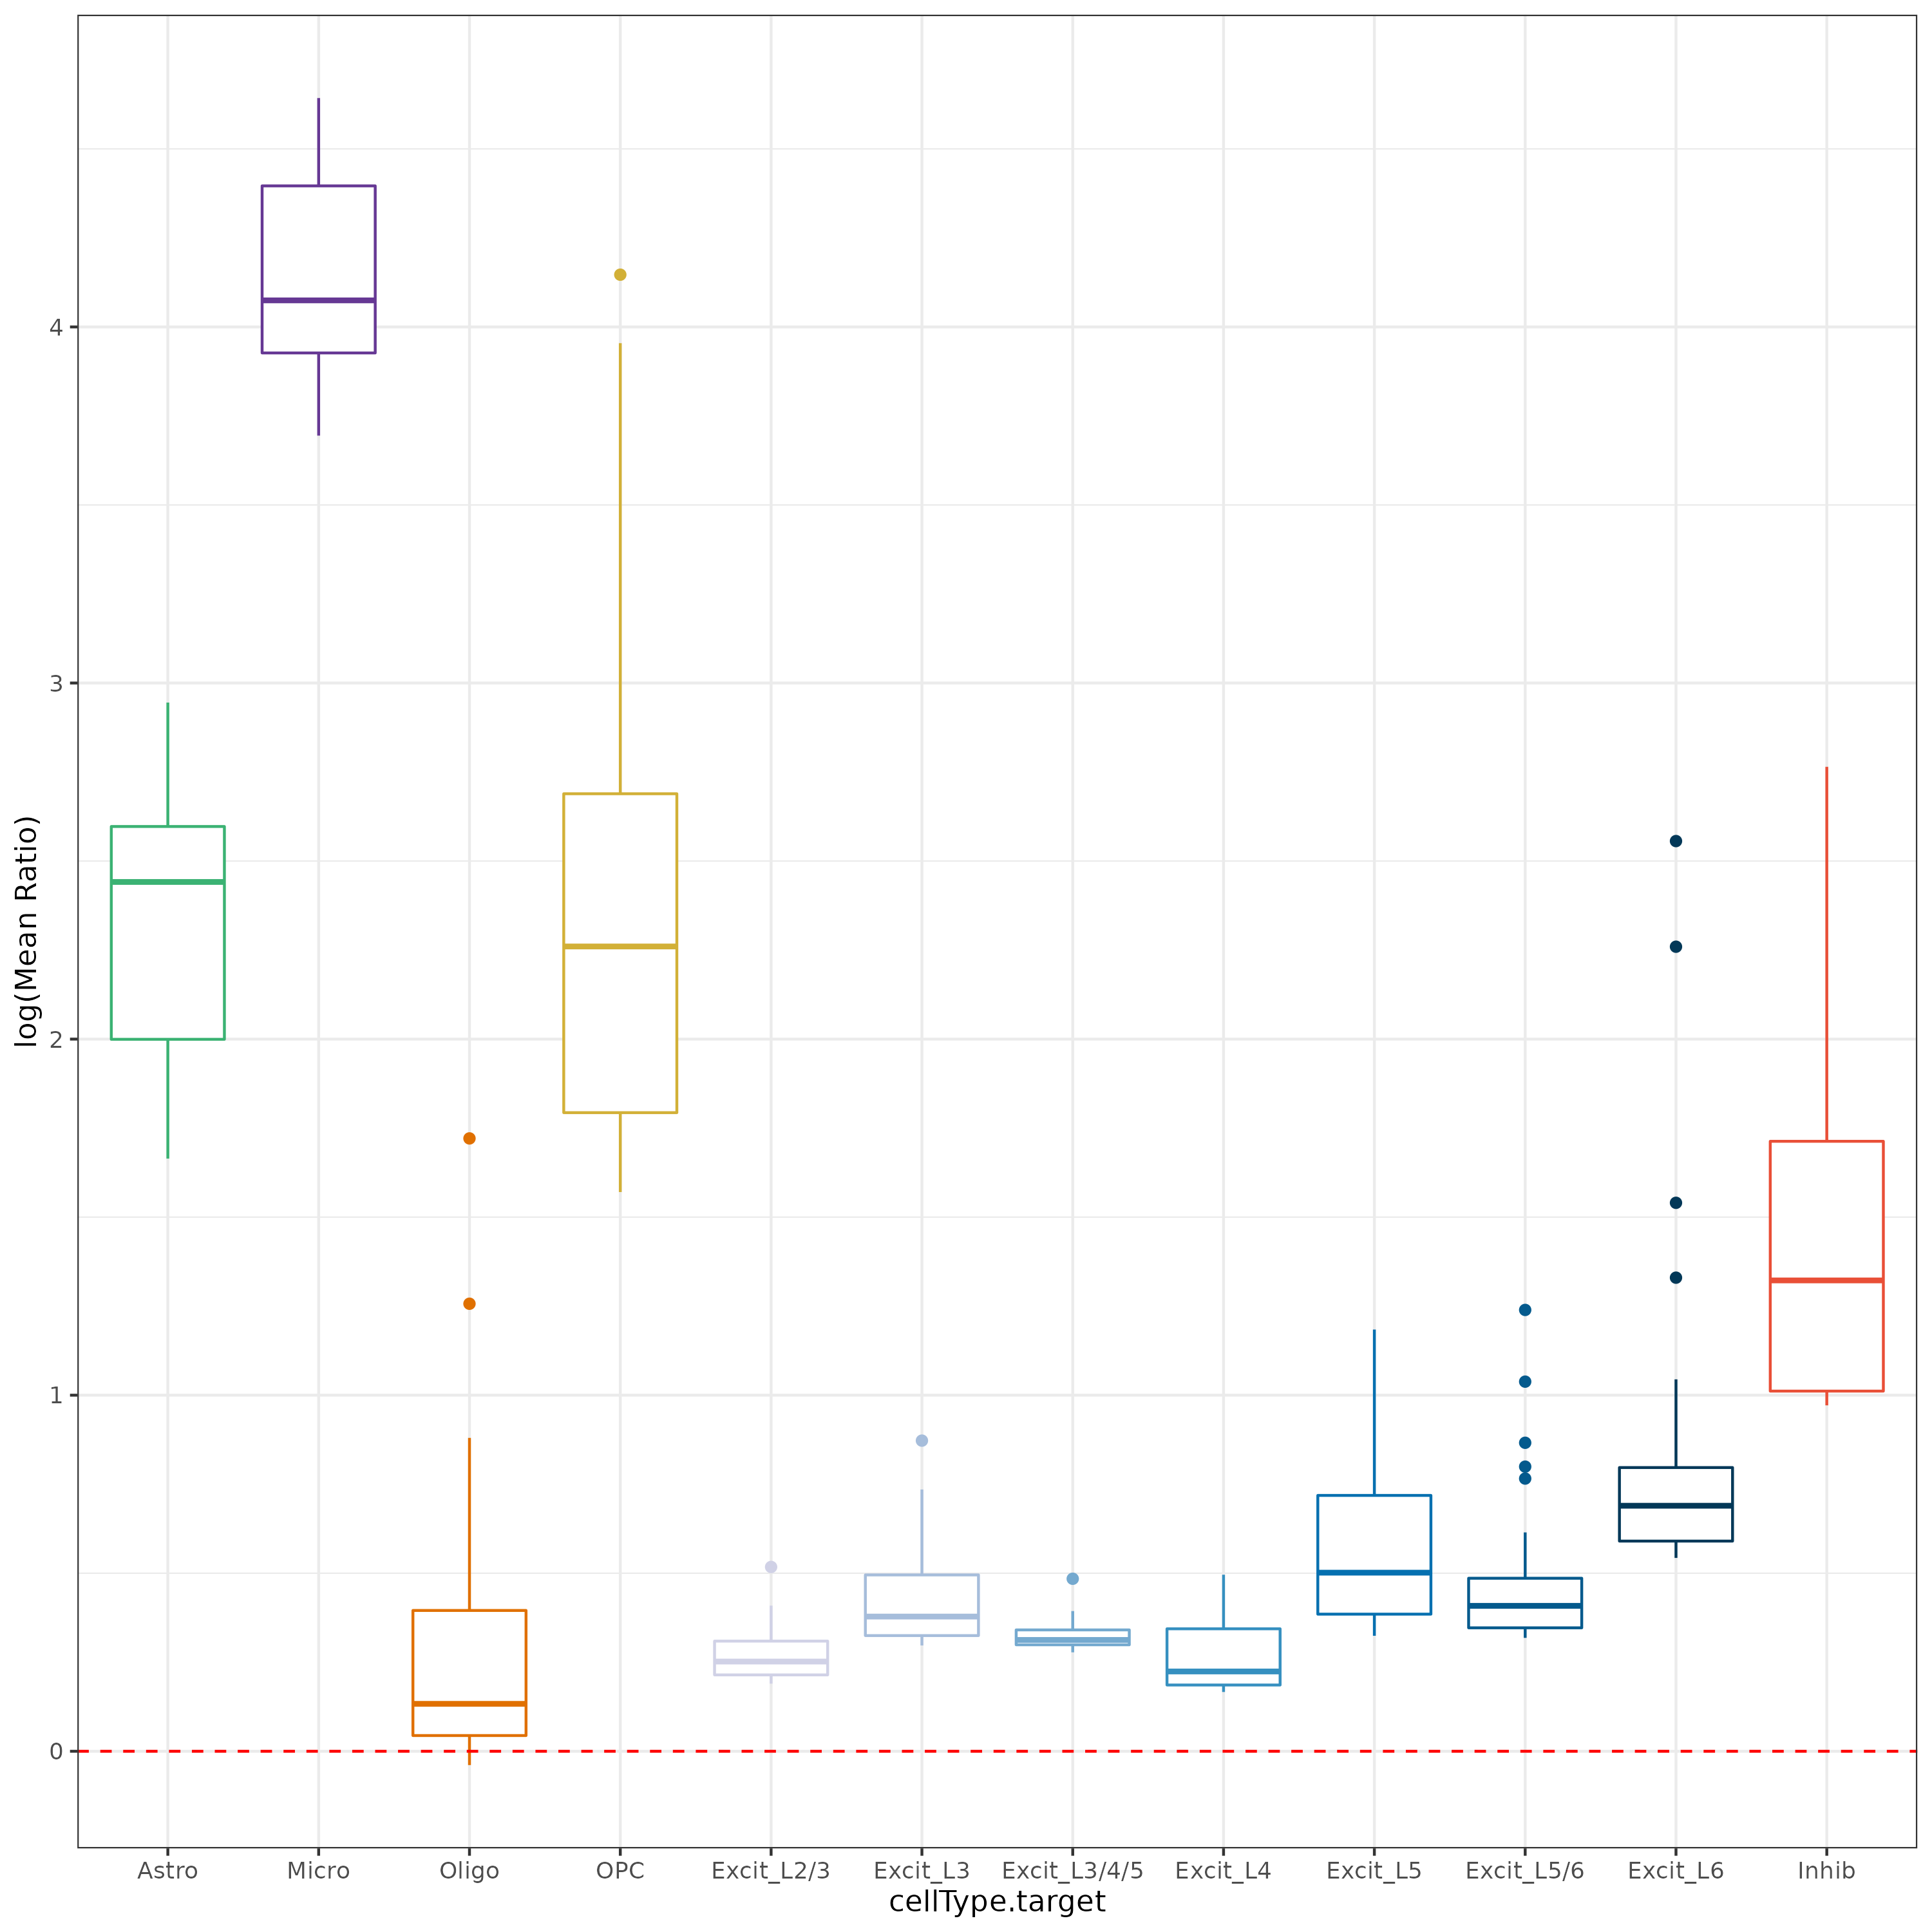 log(Mean Ratio)
4
3
2
1
0
Astro Micro Oligo OPC Excit_L2/3 Excit_L3 Excit_L3/4/5 Excit_L4 Excit_L5 Excit_L5/6 Excit_L6 Inhib
cellType.target